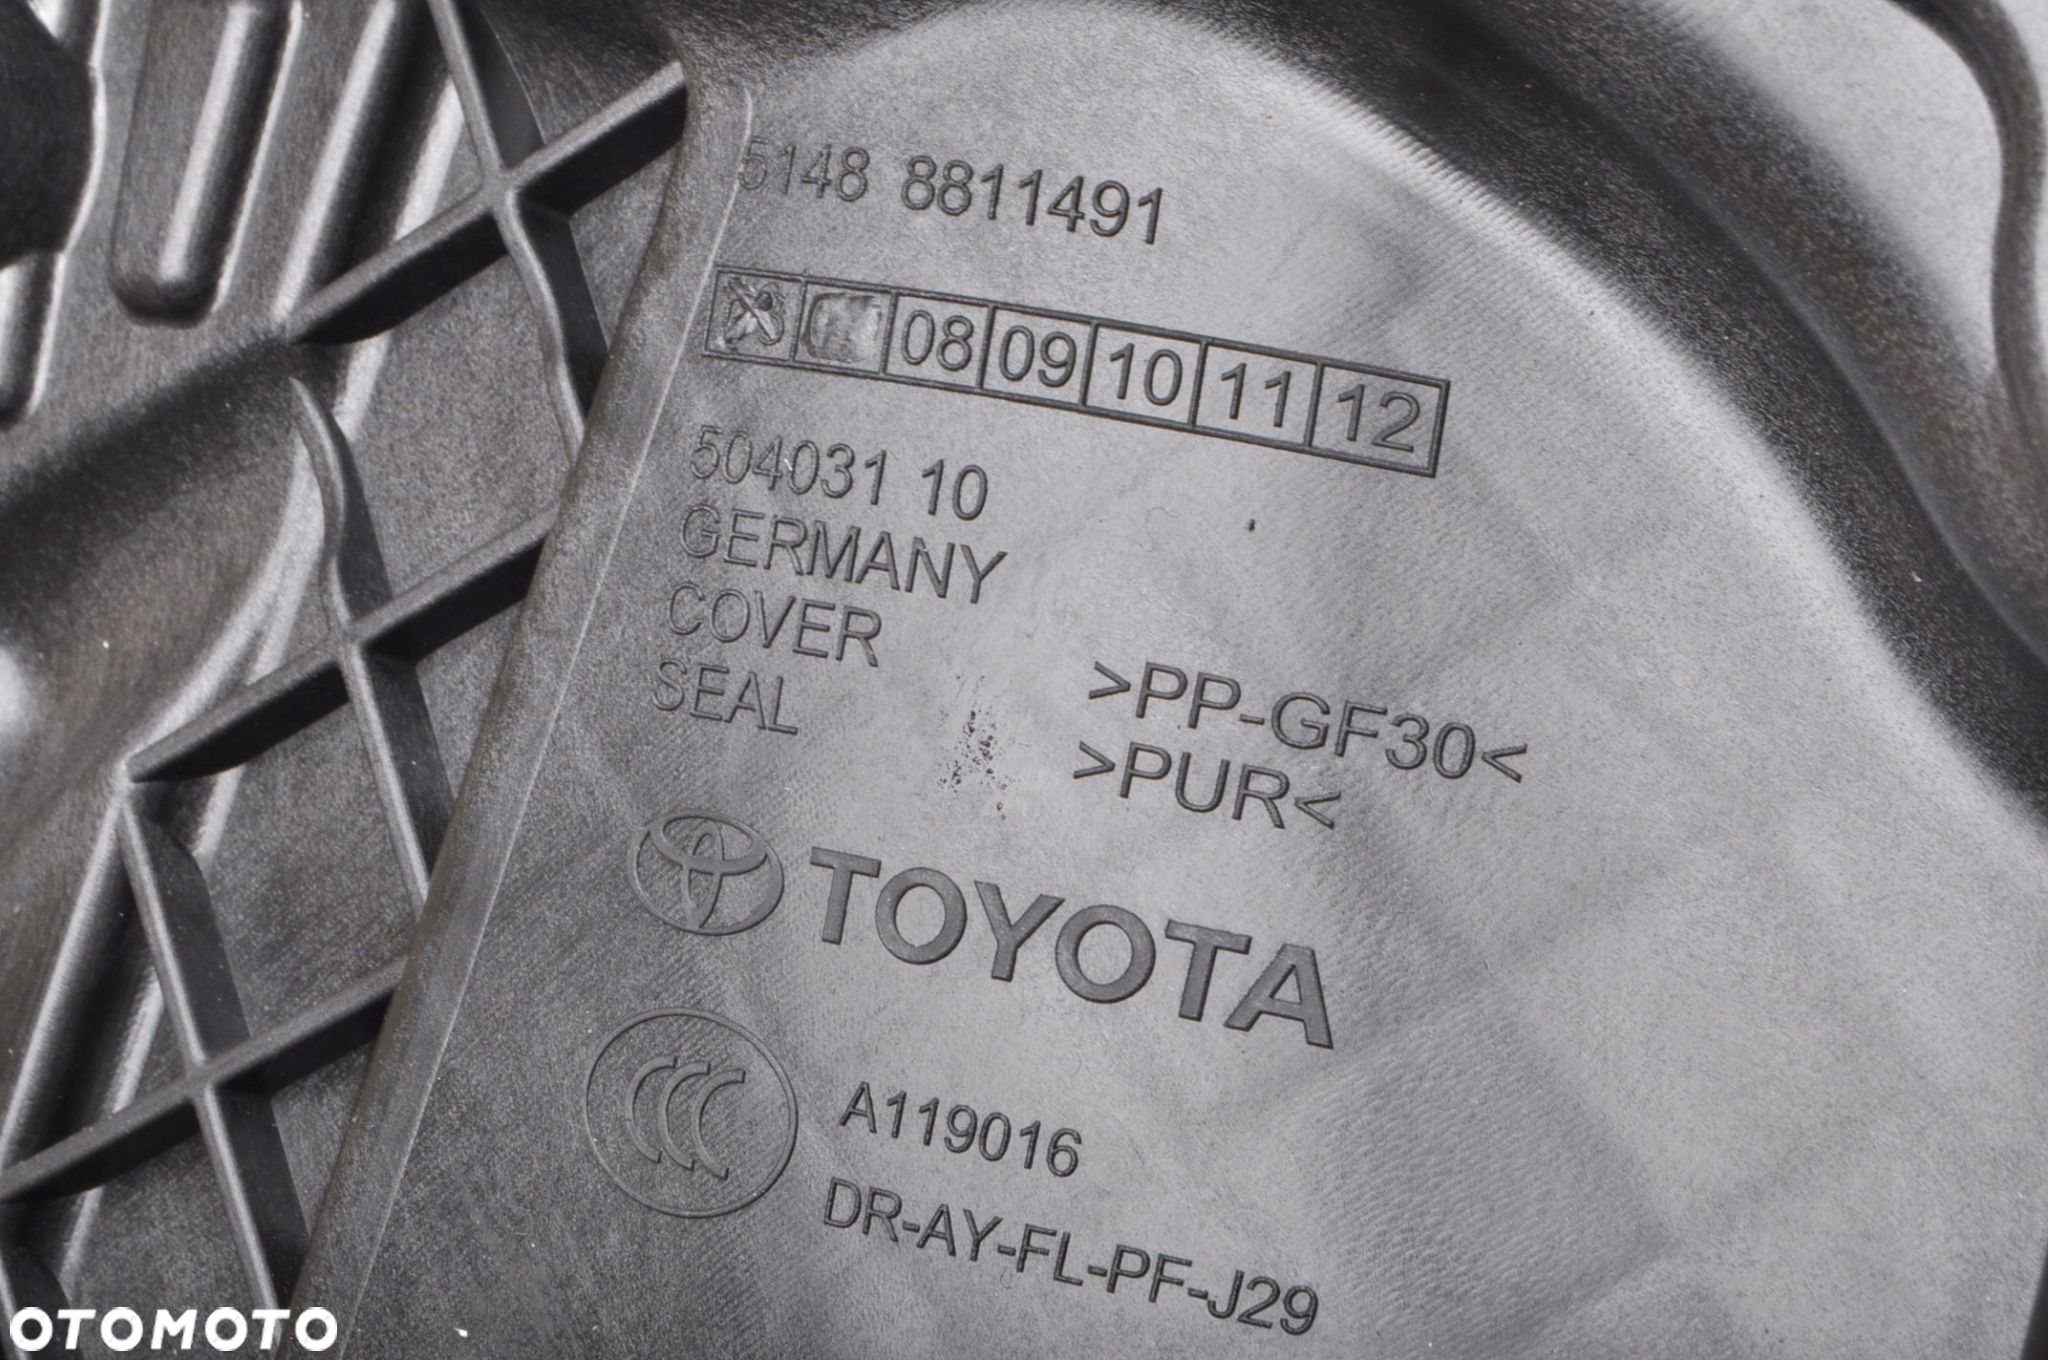 5148 8811491
08 09 10 11 12
504031 10
GERMANY
COVER >PP-GF30<
SEAL >PUR<
TOYOTA
CCC
A119016
DR-AY-FL-PF-J29
OTOMOTO